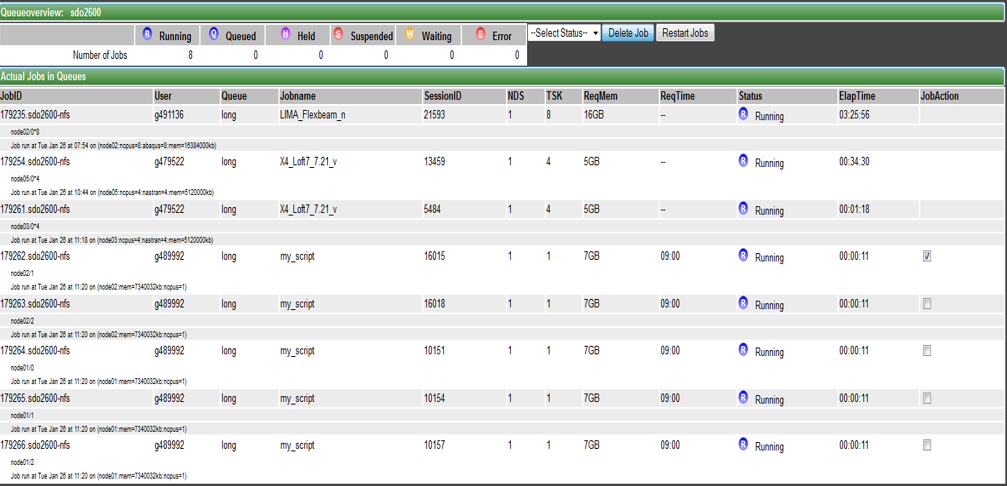 Queueoverview: sdo2600
R Running Q Queued H Held S Suspended W Waiting E Error --Select Status-- Delete Job Restart Jobs
Number of Jobs 8 0 0 0 0 0
Actual Jobs in Queues
JobID User Queue Jobname SessionID NDS TSK ReqMem ReqTime Status ElapTime JobAction
179235.sdo2600-nfs g491136 long LIMA_Flexbeam_n 21593 1 8 16GB -- R Running 03:25:56
node02/0*8
Job run at Tue Jan 26 at 07:54 on (node02:ncpus=8:abaqus=8:mem=16384000kb)
179254.sdo2600-nfs g479522 long X4_Loft7_7.21_v 13459 1 4 5GB -- R Running 00:34:30
node05/0*4
Job run at Tue Jan 26 at 10:44 on (node05:ncpus=4:nastran=4:mem=5120000kb)
179261.sdo2600-nfs g479522 long X4_Loft7_7.21_v 5484 1 4 5GB -- R Running 00:01:18
node03/0*4
Job run at Tue Jan 26 at 11:18 on (node03:ncpus=4:nastran=4:mem=5120000kb)
179262.sdo2600-nfs g489992 long my_script 16015 1 1 7GB 09:00 R Running 00:00:11
node02/1
Job run at Tue Jan 26 at 11:20 on (node02:mem=7340032kb:ncpus=1)
179263.sdo2600-nfs g489992 long my_script 16018 1 1 7GB 09:00 R Running 00:00:11
node02/2
Job run at Tue Jan 26 at 11:20 on (node02:mem=7340032kb:ncpus=1)
179264.sdo2600-nfs g489992 long my_script 10151 1 1 7GB 09:00 R Running 00:00:11
node01/0
Job run at Tue Jan 26 at 11:20 on (node01:mem=7340032kb:ncpus=1)
179265.sdo2600-nfs g489992 long my_script 10154 1 1 7GB 09:00 R Running 00:00:11
node01/1
Job run at Tue Jan 26 at 11:20 on (node01:mem=7340032kb:ncpus=1)
179266.sdo2600-nfs g489992 long my_script 10157 1 1 7GB 09:00 R Running 00:00:11
node01/2
Job run at Tue Jan 26 at 11:20 on (node01:mem=7340032kb:ncpus=1)